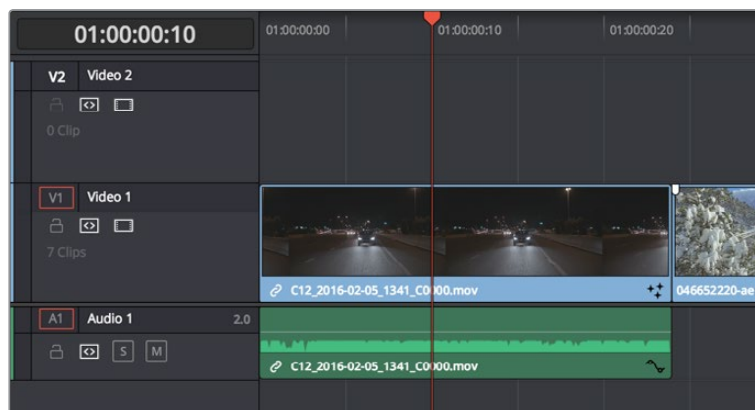 01:00:00:10
01:00:00:00 01:00:00:10 01:00:00:20
V2 Video 2
0 Clip
V1 Video 1
7 Clips
C12_2016-02-05_1341_C0000.mov
046652220-ae
A1 Audio 1 2.0
S M
C12_2016-02-05_1341_C0000.mov